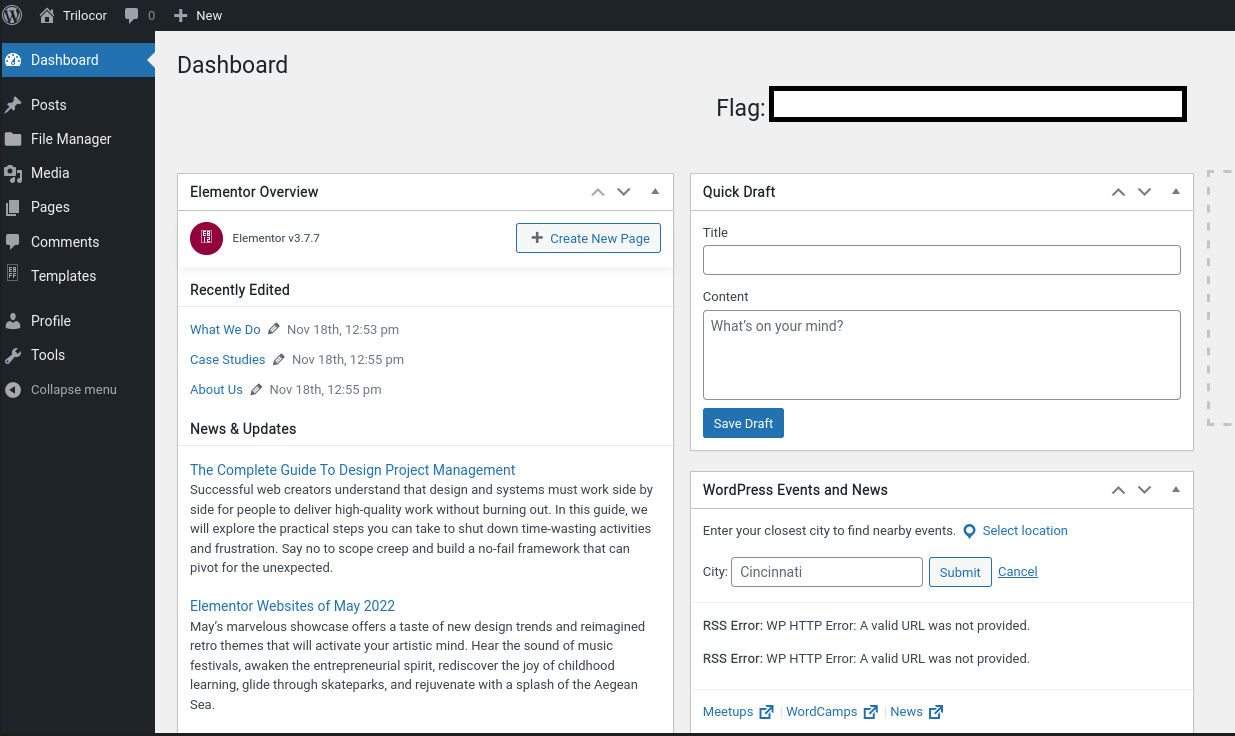 Trilocor 0 New
Dashboard
Posts
File Manager
Media
Pages
Comments
Templates
Profile
Tools
Collapse menu
Dashboard
Flag:
Elementor Overview
Elementor v3.7.7
Create New Page
Recently Edited
What We Do Nov 18th, 12:53 pm
Case Studies Nov 18th, 12:55 pm
About Us Nov 18th, 12:55 pm
News & Updates
The Complete Guide To Design Project Management
Successful web creators understand that design and systems must work side by
side for people to deliver high-quality work without burning out. In this guide, we
will explore the practical steps you can take to shut down time-wasting activities
and frustration. Say no to scope creep and build a no-fail framework that can
pivot for the unexpected.
Elementor Websites of May 2022
May’s marvelous showcase offers a taste of new design trends and reimagined
retro themes that will activate your artistic mind. Hear the sound of music
festivals, awaken the entrepreneurial spirit, rediscover the joy of childhood
learning, glide through skateparks, and rejuvenate with a splash of the Aegean
Sea.
Quick Draft
Title
Content
What’s on your mind?
Save Draft
WordPress Events and News
Enter your closest city to find nearby events. Select location
City: Cincinnati Submit Cancel
RSS Error: WP HTTP Error: A valid URL was not provided.
RSS Error: WP HTTP Error: A valid URL was not provided.
Meetups WordCamps News